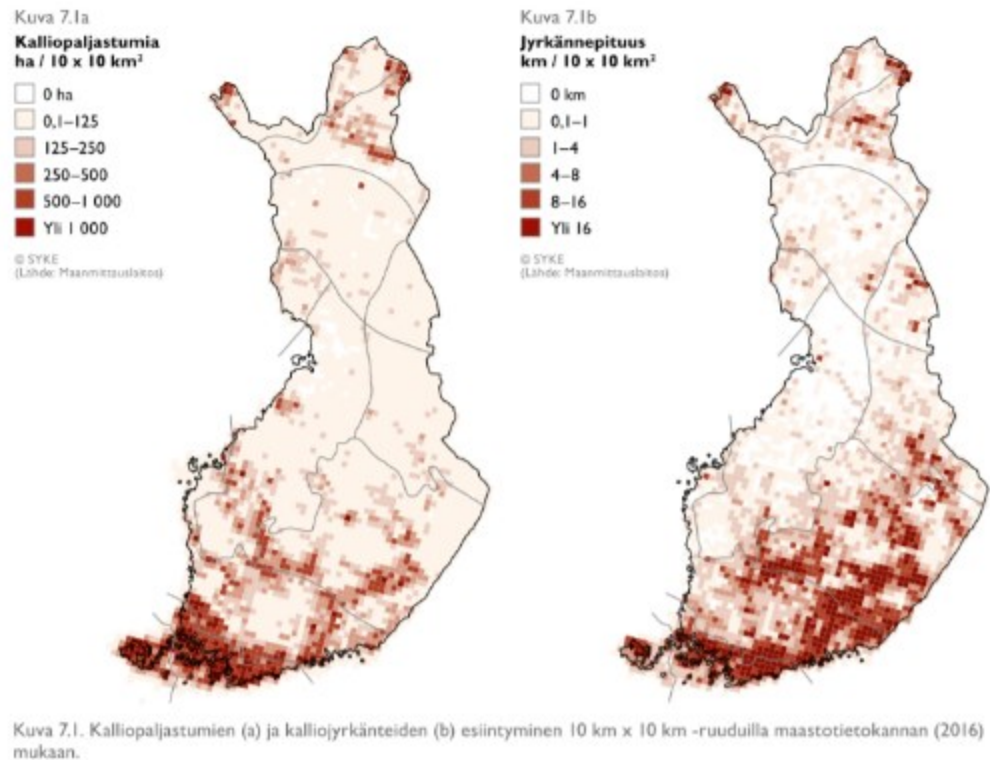 Kuva 7.1a
Kalliopaljastumia
ha / 10 x 10 km²
0 ha
0,1–125
125–250
250–500
500–1 000
Yli 1 000
© SYKE
(Lähde: Maanmittauslaitos)
Kuva 7.1b
Jyrkännepituus
km / 10 x 10 km²
0 km
0,1–1
1–4
4–8
8–16
Yli 16
© SYKE
(Lähde: Maanmittauslaitos)
Kuva 7.1. Kalliopaljastumien (a) ja kalliojyrkänteiden (b) esiintyminen 10 km x 10 km -ruuduilla maastotietokannan (2016)
mukaan.